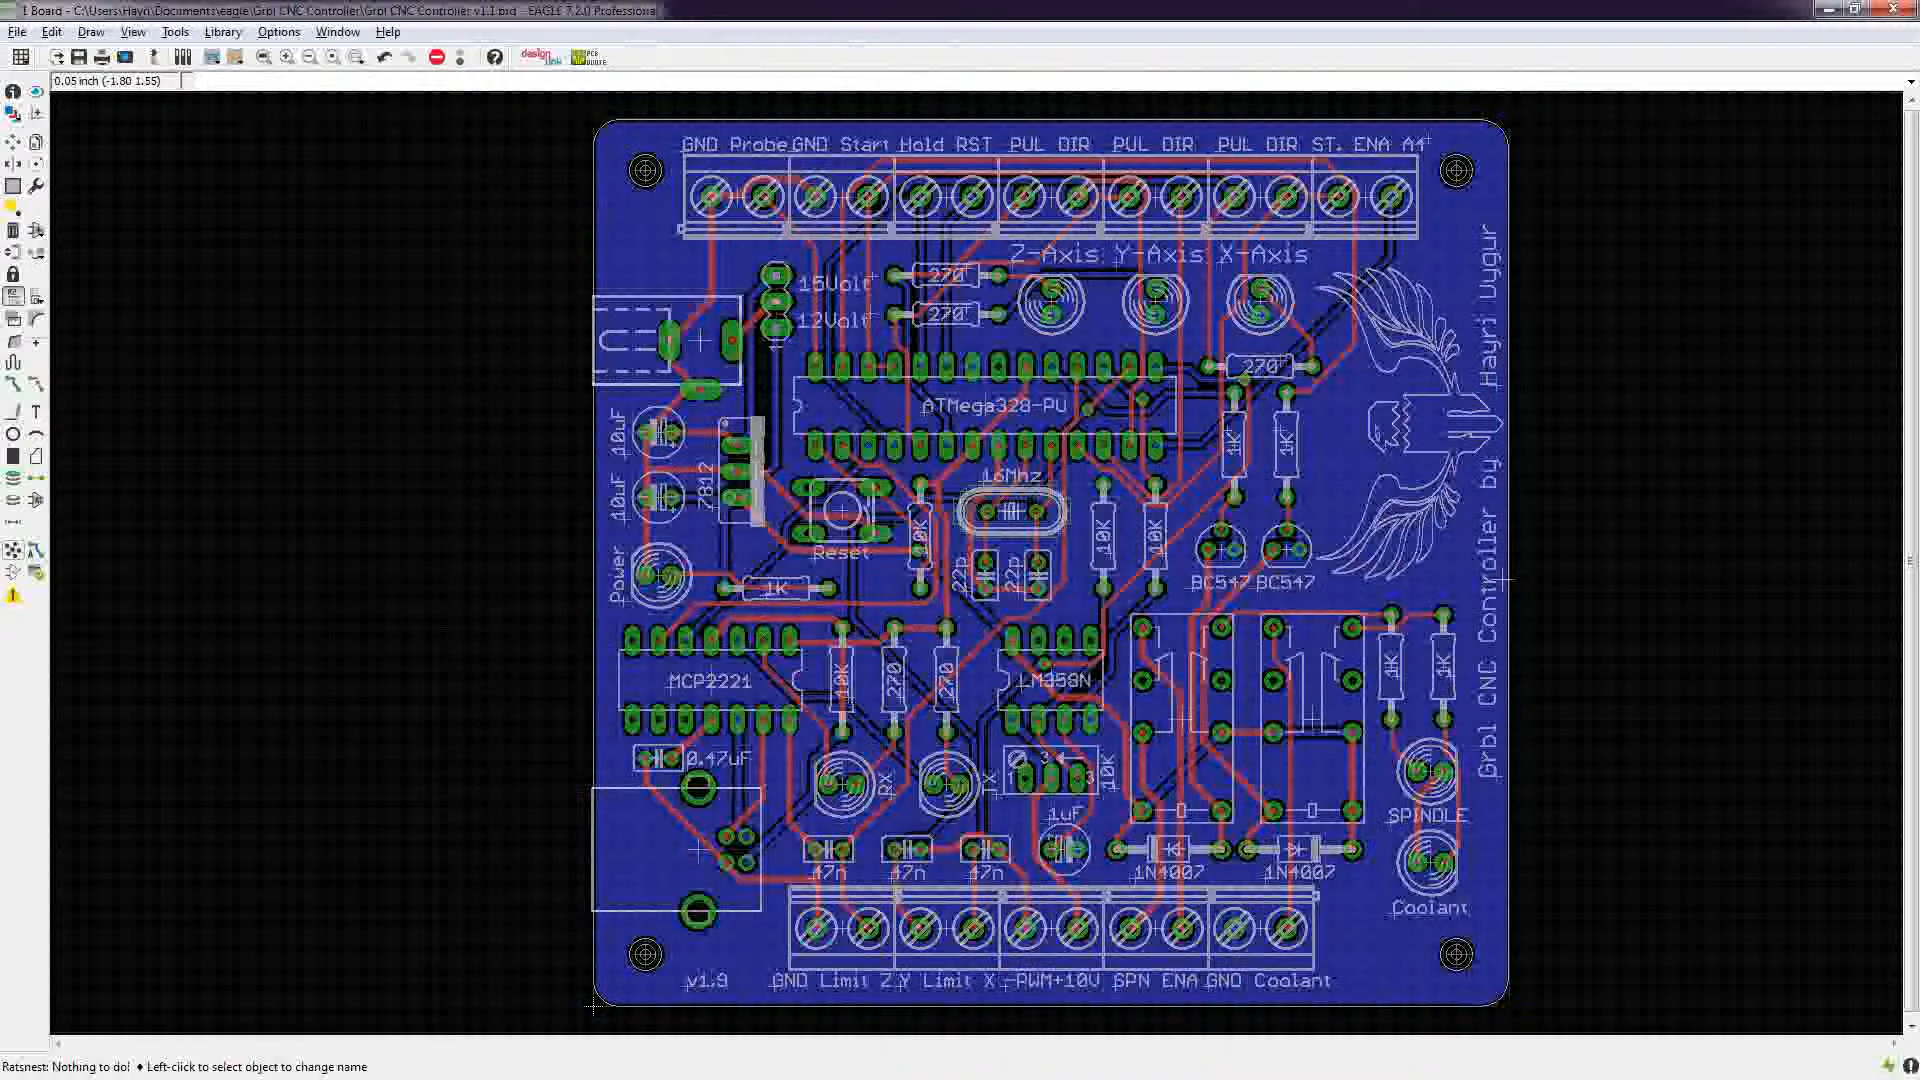 1 Board - C:\Users\Hayri\Documents\eagle\Grbl CNC Controller\Grbl CNC Controller v1.1.brd - EAGLE 7.2.0 Professional
File Edit Draw View Tools Library Options Window Help
design link PCB QUOTE
0.05 inch (-1.80 1.55)
GND Probe GND Start Hold RST PUL DIR PUL DIR PUL DIR ST. ENA A4
Z-Axis Y-Axis X-Axis
15Volt
270
12Volt
270
270
ATMega328-PU
10uF
1K
1K
16Mhz
10uF
7812
Reset
10K
10K
10K
22p
22p
Power
1K
BC547 BC547
Hayri Uygur
Grbl CNC Controller by
MCP2221
10K
270
270
LM358N
1K
1K
0.47uF
RX
TX
1 3
10K
1uF
SPINDLE
47n
47n
47n
1N4007
1N4007
Coolant
v1.9
GND Limit Z Y Limit X -PWM+10V SPN ENA GND Coolant
Ratsnest: Nothing to do! ♦ Left-click to select object to change name